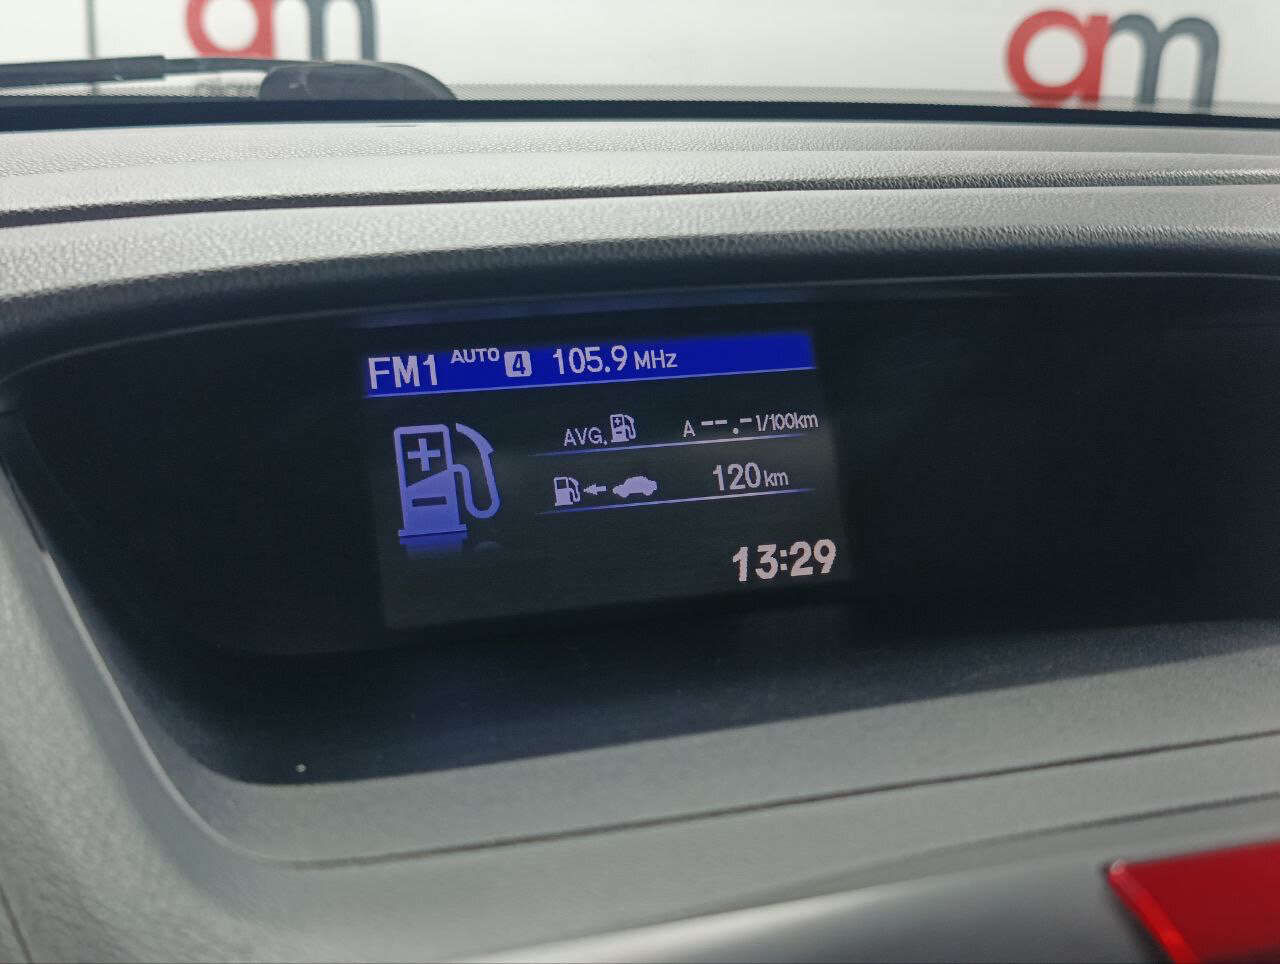 am
am
FM1 AUTO 4 105.9 MHz
AVG. A --.- l/100km
120 km
13:29